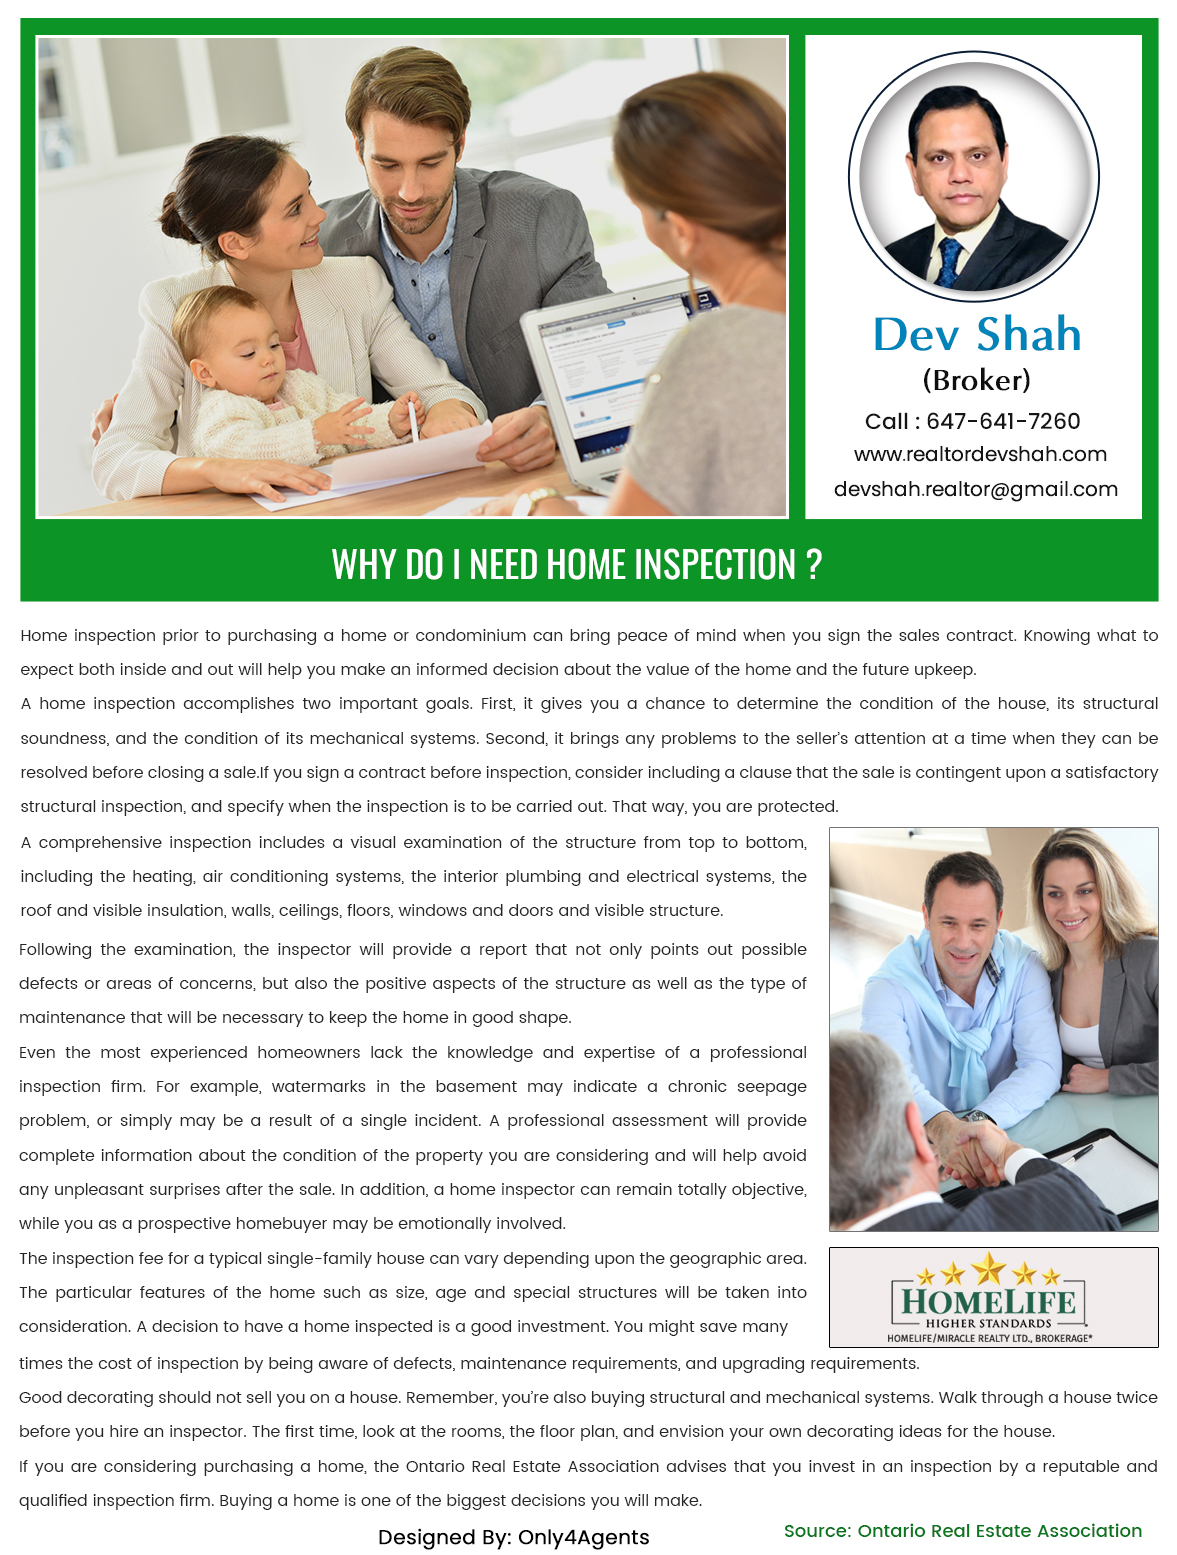 Dev Shah
(Broker)
Call : 647-641-7260
www.realtordevshah.com
devshah.realtor@gmail.com
WHY DO I NEED HOME INSPECTION ?
Home inspection prior to purchasing a home or condominium can bring peace of mind when you sign the sales contract. Knowing what to
expect both inside and out will help you make an informed decision about the value of the home and the future upkeep.
A home inspection accomplishes two important goals. First, it gives you a chance to determine the condition of the house, its structural
soundness, and the condition of its mechanical systems. Second, it brings any problems to the seller's attention at a time when they can be
resolved before closing a sale.If you sign a contract before inspection, consider including a clause that the sale is contingent upon a satisfactory
structural inspection, and specify when the inspection is to be carried out. That way, you are protected.
A comprehensive inspection includes a visual examination of the structure from top to bottom,
including the heating, air conditioning systems, the interior plumbing and electrical systems, the
roof and visible insulation, walls, ceilings, floors, windows and doors and visible structure.
Following the examination, the inspector will provide a report that not only points out possible
defects or areas of concerns, but also the positive aspects of the structure as well as the type of
maintenance that will be necessary to keep the home in good shape.
Even the most experienced homeowners lack the knowledge and expertise of a professional
inspection firm. For example, watermarks in the basement may indicate a chronic seepage
problem, or simply may be a result of a single incident. A professional assessment will provide
complete information about the condition of the property you are considering and will help avoid
any unpleasant surprises after the sale. In addition, a home inspector can remain totally objective,
while you as a prospective homebuyer may be emotionally involved.
The inspection fee for a typical single-family house can vary depending upon the geographic area.
The particular features of the home such as size, age and special structures will be taken into
consideration. A decision to have a home inspected is a good investment. You might save many
HOMELIFE
HIGHER STANDARDS
HOMELIFE/MIRACLE REALTY LTD., BROKERAGE*
times the cost of inspection by being aware of defects, maintenance requirements, and upgrading requirements.
Good decorating should not sell you on a house. Remember, you're also buying structural and mechanical systems. Walk through a house twice
before you hire an inspector. The first time, look at the rooms, the floor plan, and envision your own decorating ideas for the house.
If you are considering purchasing a home, the Ontario Real Estate Association advises that you invest in an inspection by a reputable and
qualified inspection firm. Buying a home is one of the biggest decisions you will make.
Designed By: Only4Agents
Source: Ontario Real Estate Association